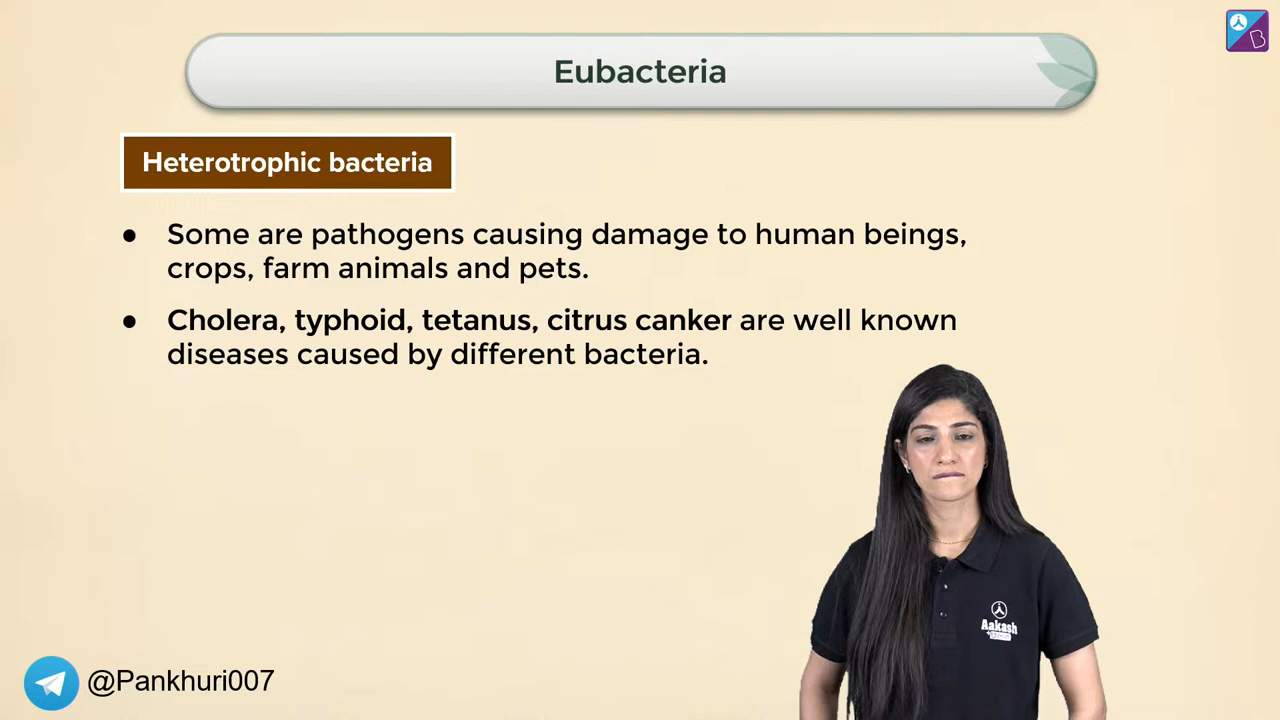 Eubacteria
Heterotrophic bacteria
● Some are pathogens causing damage to human beings,
crops, farm animals and pets.
● Cholera, typhoid, tetanus, citrus canker are well known
diseases caused by different bacteria.
Aakash
@Pankhuri007
B